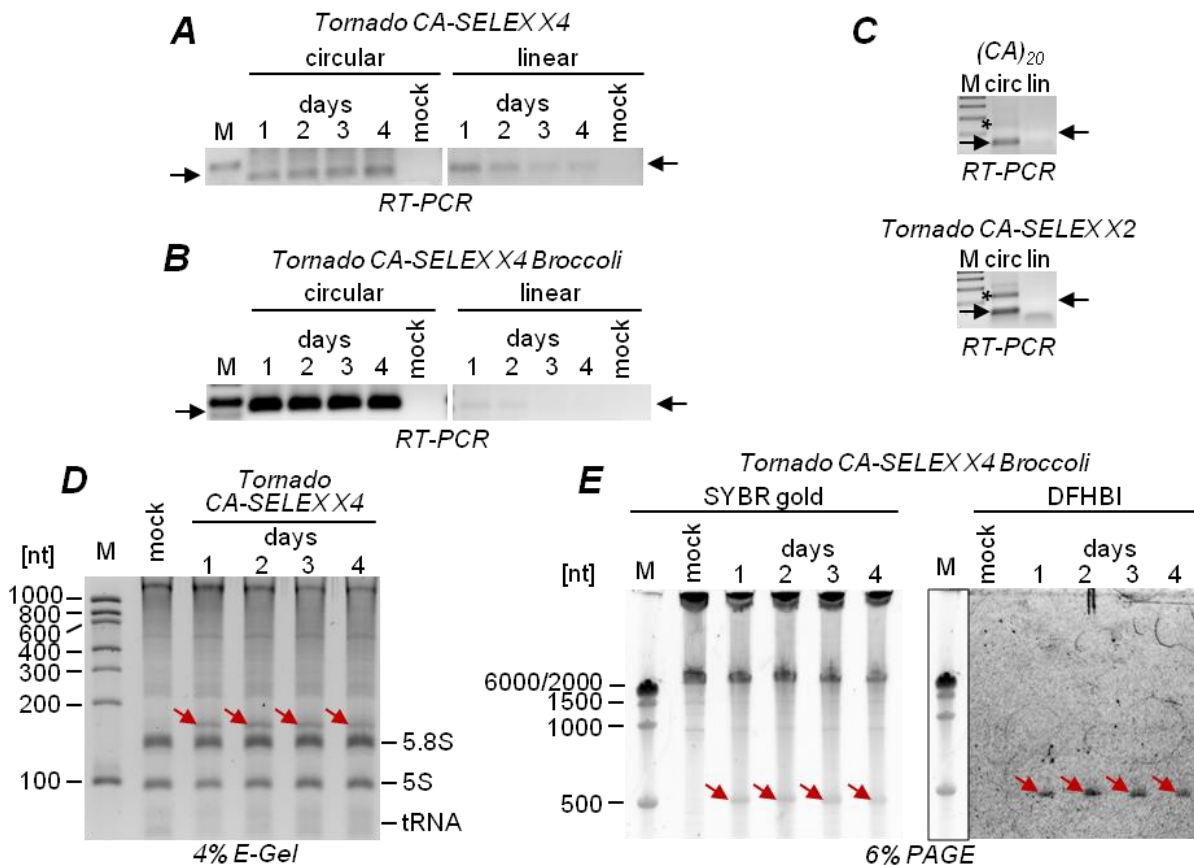 A
Tornado CA-SELEX X4
circular linear
days days
M 1 2 3 4 mock 1 2 3 4 mock
RT-PCR
B
Tornado CA-SELEX X4 Broccoli
circular linear
days days
M 1 2 3 4 mock 1 2 3 4 mock
RT-PCR
C
(CA)20
M circ lin
*
RT-PCR
Tornado CA-SELEX X2
M circ lin
*
RT-PCR
D
Tornado
CA-SELEX X4
days
[nt] M mock 1 2 3 4
1000
800
600
400
300
200
100
5.8S
5S
tRNA
4% E-Gel
E
Tornado CA-SELEX X4 Broccoli
SYBR gold DFHBI
days days
[nt] M mock 1 2 3 4 M mock 1 2 3 4
6000/2000
1500
1000
500
6% PAGE